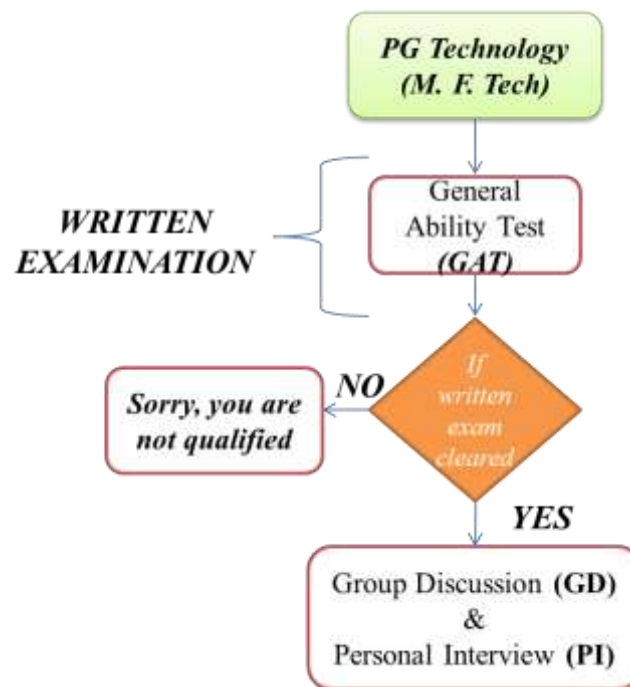 PG Technology
(M. F. Tech)
WRITTEN
EXAMINATION
General
Ability Test
(GAT)
If
written
exam
cleared
NO
Sorry, you are
not qualified
YES
Group Discussion (GD)
&
Personal Interview (PI)